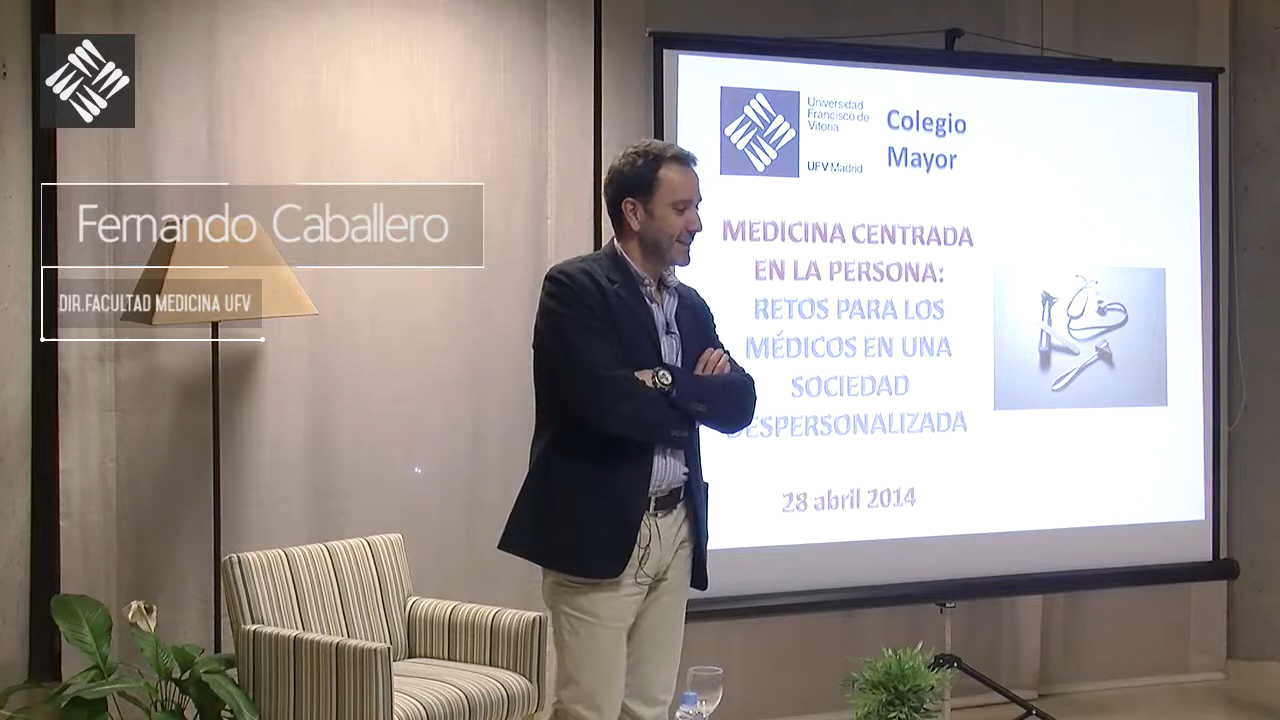 Fernando Caballero
DIR.FACULTAD MEDICINA UFV
Universidad
Francisco de
Vitoria
UFV Madrid
Colegio
Mayor
MEDICINA CENTRADA
EN LA PERSONA:
RETOS PARA LOS
MÉDICOS EN UNA
SOCIEDAD
DESPERSONALIZADA
28 abril 2014